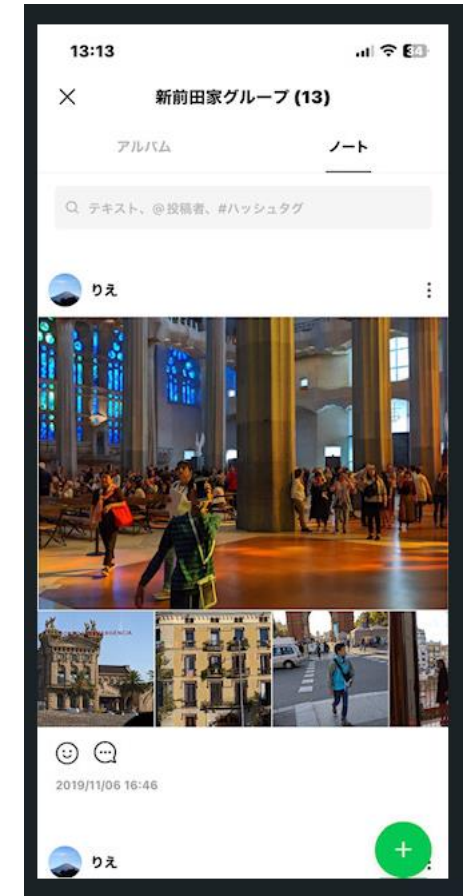 13:13
34
新前田家グループ (13)
アルバム
ノート
テキスト、@投稿者、#ハッシュタグ
りえ
2019/11/06 16:46
りえ